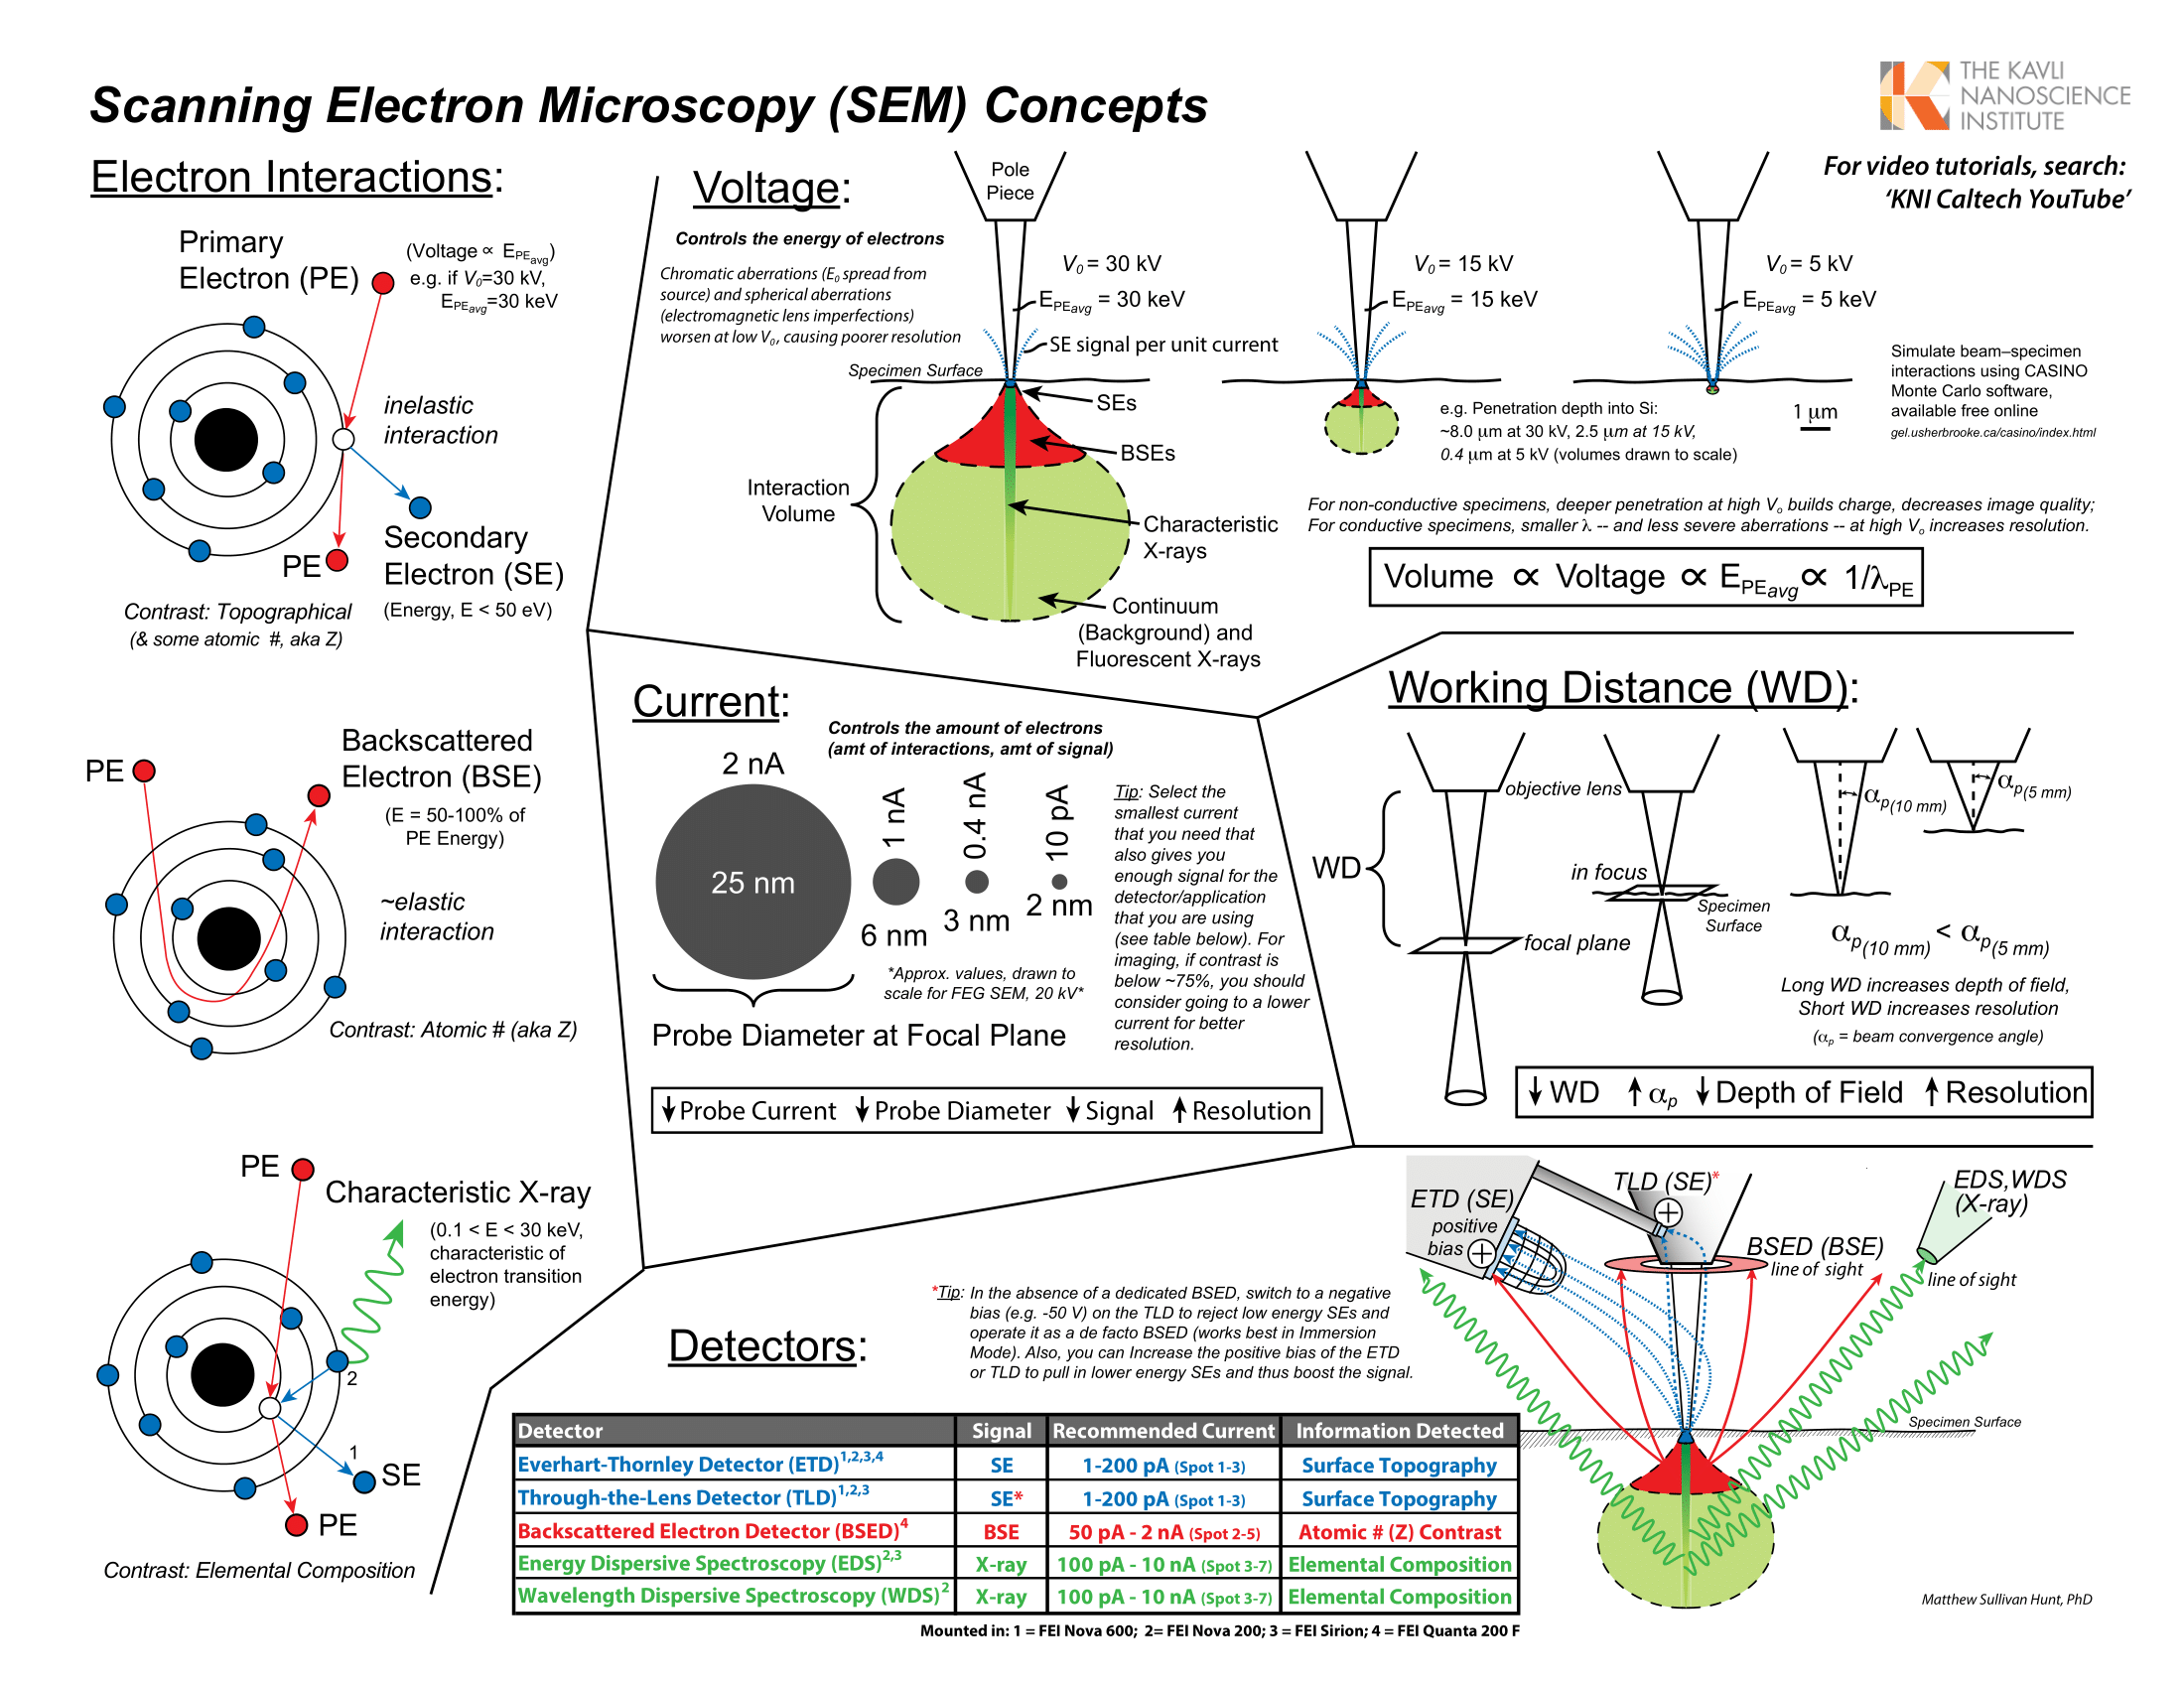 Scanning Electron Microscopy (SEM) Concepts
THE KAVLI
NANOSCIENCE
INSTITUTE
For video tutorials, search:
‘KNI Caltech YouTube’
Electron Interactions:
Primary
Electron (PE)
(Voltage ∝ EPEavg)
e.g. if V0=30 kV,
EPEavg=30 keV
inelastic
interaction
PE
Secondary
Electron (SE)
(Energy, E < 50 eV)
Contrast: Topographical
(& some atomic #, aka Z)
PE
Backscattered
Electron (BSE)
(E = 50-100% of
PE Energy)
~elastic
interaction
Contrast: Atomic # (aka Z)
PE
Characteristic X-ray
(0.1 < E < 30 keV,
characteristic of
electron transition
energy)
2
1
SE
PE
Contrast: Elemental Composition
Voltage:
Controls the energy of electrons
Chromatic aberrations (E0 spread from
source) and spherical aberrations
(electromagnetic lens imperfections)
worsen at low V0, causing poorer resolution
Pole
Piece
V0 = 30 kV
EPEavg = 30 keV
SE signal per unit current
Specimen Surface
SEs
BSEs
Interaction
Volume
Characteristic
X-rays
Continuum
(Background) and
Fluorescent X-rays
V0 = 15 kV
EPEavg = 15 keV
V0 = 5 kV
EPEavg = 5 keV
e.g. Penetration depth into Si:
~8.0 μm at 30 kV, 2.5 μm at 15 kV,
0.4 μm at 5 kV (volumes drawn to scale)
1 μm
Simulate beam–specimen
interactions using CASINO
Monte Carlo software,
available free online
gel.usherbrooke.ca/casino/index.html
For non-conductive specimens, deeper penetration at high Vo builds charge, decreases image quality;
For conductive specimens, smaller λ -- and less severe aberrations -- at high Vo increases resolution.
Volume ∝ Voltage ∝ EPEavg ∝ 1/λPE
Current:
Controls the amount of electrons
(amt of interactions, amt of signal)
2 nA
25 nm
1 nA
6 nm
0.4 nA
3 nm
10 pA
2 nm
*Approx. values, drawn to
scale for FEG SEM, 20 kV*
Probe Diameter at Focal Plane
Tip: Select the
smallest current
that you need that
also gives you
enough signal for the
detector/application
that you are using
(see table below). For
imaging, if contrast is
below ~75%, you should
consider going to a lower
current for better
resolution.
↓Probe Current ↓Probe Diameter ↓Signal ↑Resolution
Working Distance (WD):
objective lens
WD
focal plane
in focus
Specimen
Surface
αp(10 mm)
αp(5 mm)
αp(10 mm) < αp(5 mm)
Long WD increases depth of field,
Short WD increases resolution
(αp = beam convergence angle)
↓WD ↑αp ↓Depth of Field ↑Resolution
Detectors:
*Tip: In the absence of a dedicated BSED, switch to a negative
bias (e.g. -50 V) on the TLD to reject low energy SEs and
operate it as a de facto BSED (works best in Immersion
Mode). Also, you can Increase the positive bias of the ETD
or TLD to pull in lower energy SEs and thus boost the signal.
Detector Signal Recommended Current Information Detected
Everhart-Thornley Detector (ETD)1,2,3,4 SE 1-200 pA (Spot 1-3) Surface Topography
Through-the-Lens Detector (TLD)1,2,3 SE* 1-200 pA (Spot 1-3) Surface Topography
Backscattered Electron Detector (BSED)4 BSE 50 pA - 2 nA (Spot 2-5) Atomic # (Z) Contrast
Energy Dispersive Spectroscopy (EDS)2,3 X-ray 100 pA - 10 nA (Spot 3-7) Elemental Composition
Wavelength Dispersive Spectroscopy (WDS)2 X-ray 100 pA - 10 nA (Spot 3-7) Elemental Composition
Mounted in: 1 = FEI Nova 600; 2= FEI Nova 200; 3 = FEI Sirion; 4 = FEI Quanta 200 F
ETD (SE)
positive
bias +
TLD (SE)*
+
BSED (BSE)
line of sight
EDS,WDS
(X-ray)
line of sight
Specimen Surface
Matthew Sullivan Hunt, PhD